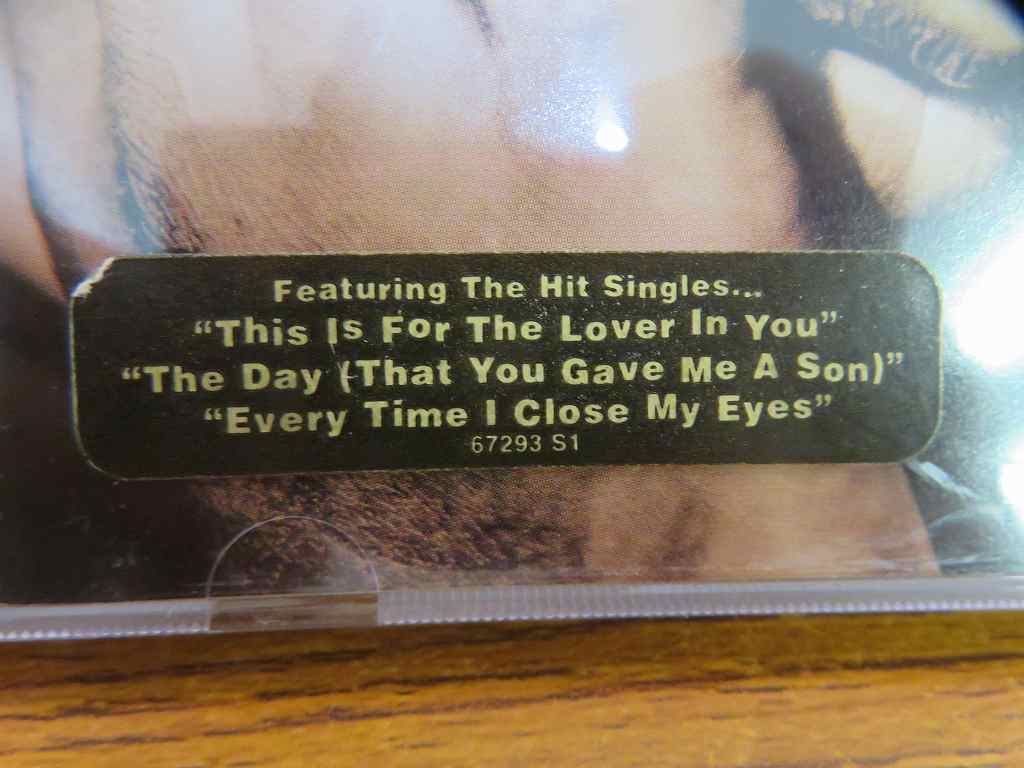 Featuring The Hit Singles...
“This Is For The Lover In You”
“The Day (That You Gave Me A Son)”
“Every Time I Close My Eyes”
67293 S1